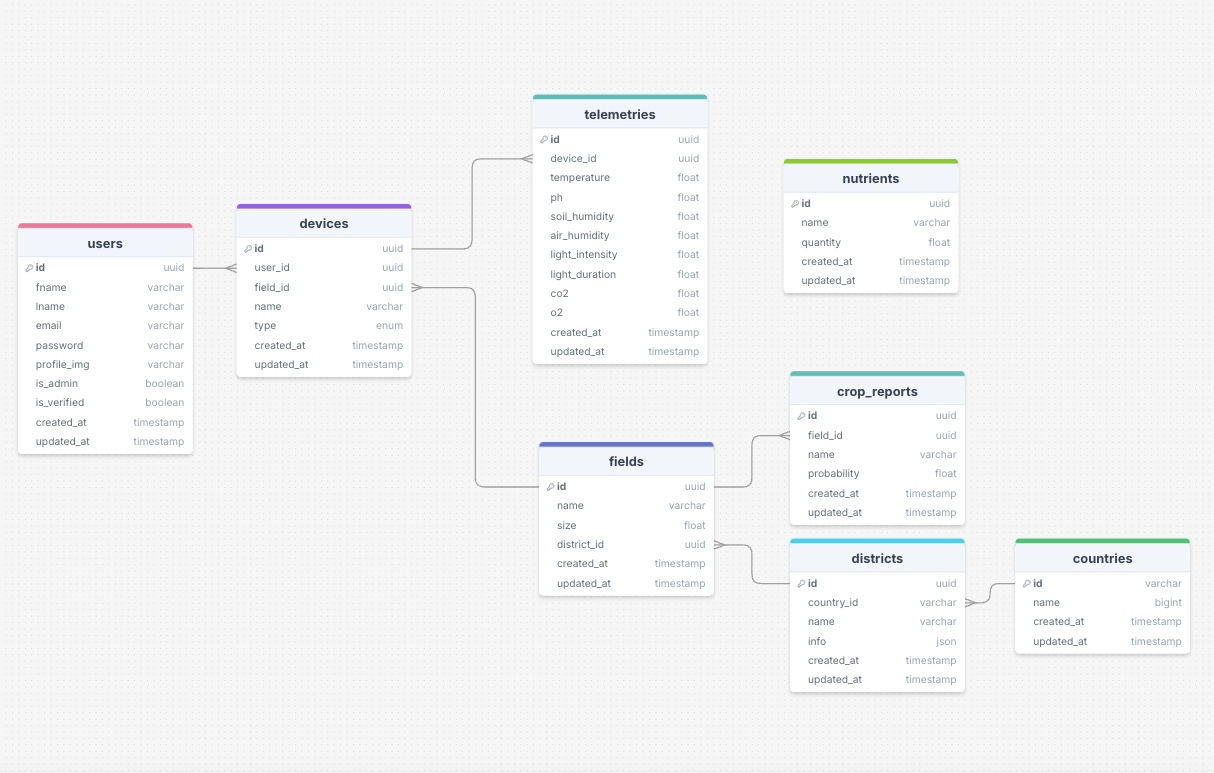 users
id uuid
fname varchar
lname varchar
email varchar
password varchar
profile_img varchar
is_admin boolean
is_verified boolean
created_at timestamp
updated_at timestamp
devices
id uuid
user_id uuid
field_id uuid
name varchar
type enum
created_at timestamp
updated_at timestamp
telemetries
id uuid
device_id uuid
temperature float
ph float
soil_humidity float
air_humidity float
light_intensity float
light_duration float
co2 float
o2 float
created_at timestamp
updated_at timestamp
nutrients
id uuid
name varchar
quantity float
created_at timestamp
updated_at timestamp
fields
id uuid
name varchar
size float
district_id uuid
created_at timestamp
updated_at timestamp
crop_reports
id uuid
field_id uuid
name varchar
probability float
created_at timestamp
updated_at timestamp
districts
id uuid
country_id varchar
name varchar
info json
created_at timestamp
updated_at timestamp
countries
id varchar
name bigint
created_at timestamp
updated_at timestamp